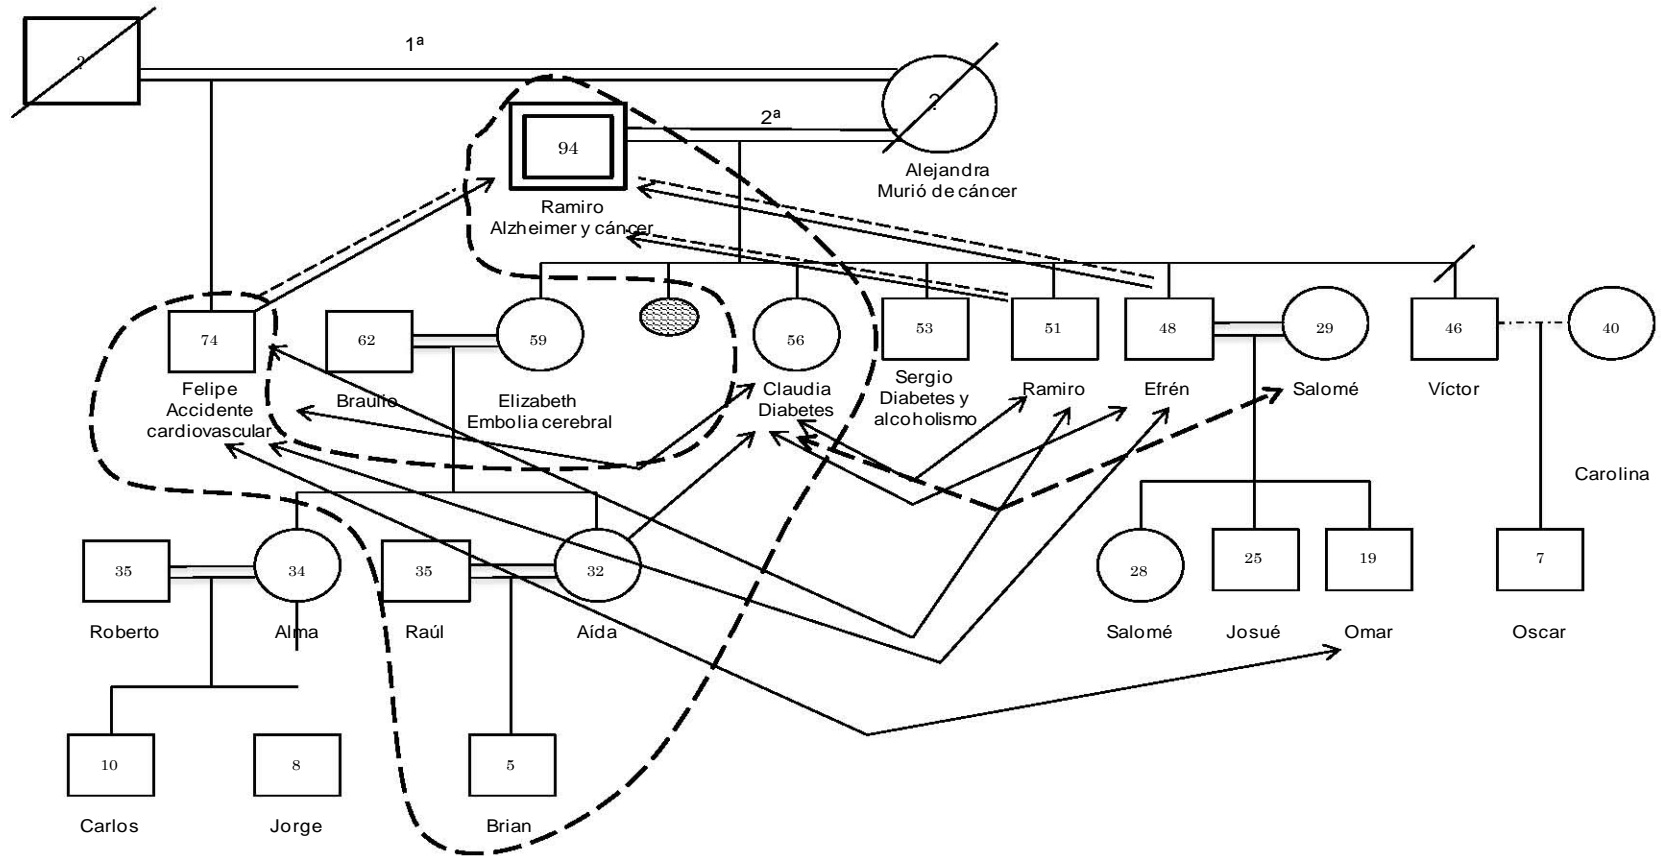 1ª
?
?
2ª
94
Alejandra
Murió de cáncer
Ramiro
Alzheimer y cáncer
74
62
59
56
53
51
48
29
46
40
Felipe
Accidente
cardiovascular
Braulio
Elizabeth
Embolia cerebral
Claudia
Diabetes
Sergio
Diabetes y
alcoholismo
Ramiro
Efrén
Salomé
Víctor
Carolina
35
34
35
32
28
25
19
7
Roberto
Alma
Raúl
Aída
Salomé
Josué
Omar
Oscar
10
8
5
Carlos
Jorge
Brian